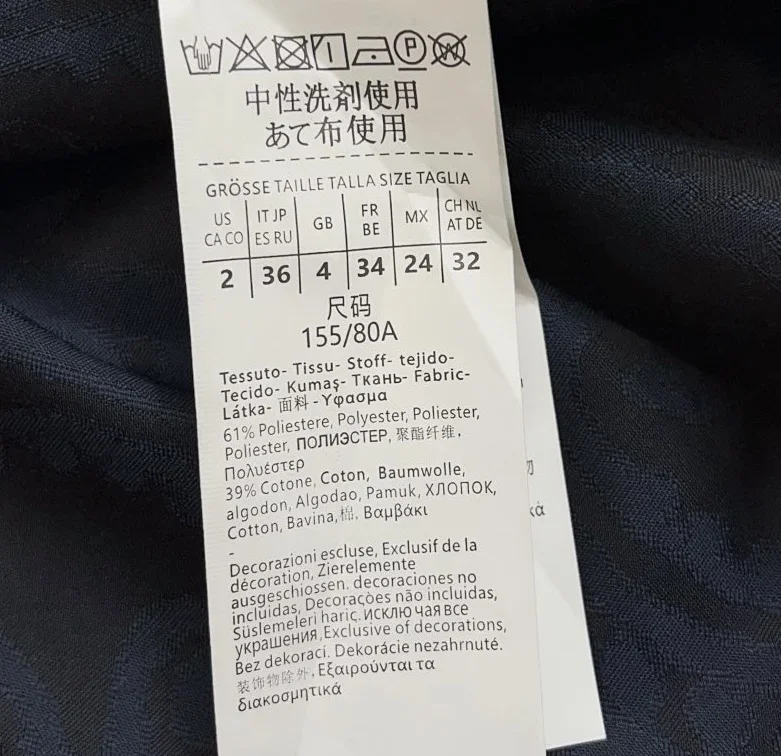 P W
中性洗剤使用
あて布使用
GRÖSSE TAILLE TALLA SIZE TAGLIA
US CA CO IT JP ES RU GB FR BE MX CH NL AT DE
2 36 4 34 24 32
尺码
155/80A
Tessuto- Tissu- Stoff- tejido-
Tecido- Kumaş- Ткань- Fabric-
Látka- 面料 -Υφασμα
61% Poliestere, Polyester, Poliester,
Poliester, ПОЛИЭСТЕР, 聚酯纤维,
Πολυέστερ
39% Cotone, Coton, Baumwolle,
algodon, Algodao, Pamuk, ХЛОПОК,
Cotton, Bavina,棉, Βαμβάκι
-
Decorazioni escluse, Exclusif de la
décoration, Zierelemente
ausgeschiossen. decoraciones no
incluidas, Decorações não incluidas,
Süslemeleri hariç. ИСКЛЮЧАЯ ВСЕ
украшения,Exclusive of decorations,
Bez dekorací. Dekorácie nezahrnuté.
装饰物除外, Εξαιρούνται τα
διακοσμητικά
κά